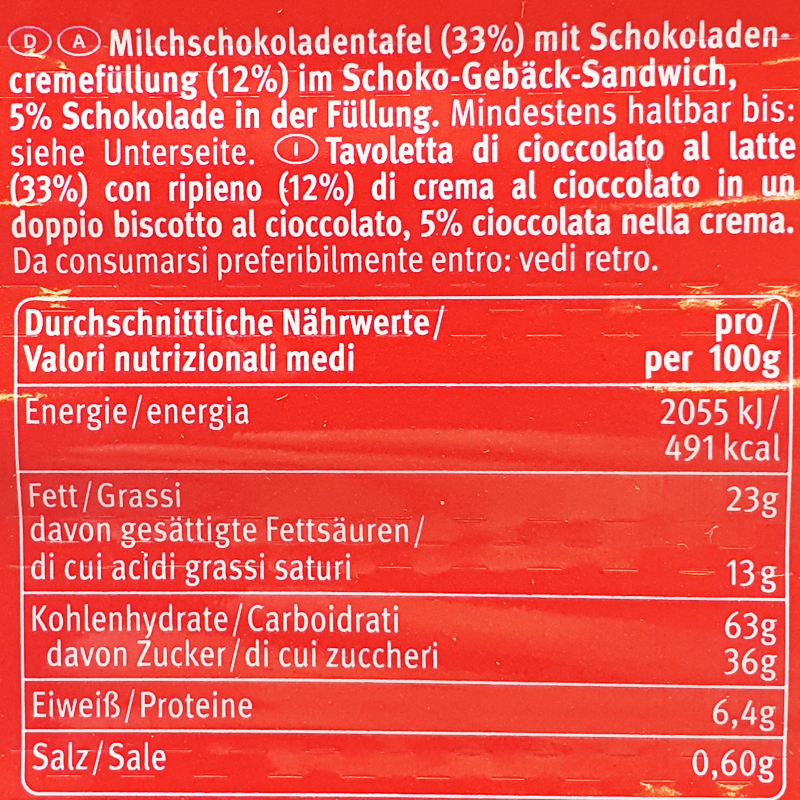 D A Milchschokoladentafel (33%) mit Schokoladen-
cremefüllung (12%) im Schoko-Gebäck-Sandwich,
5% Schokolade in der Füllung. Mindestens haltbar bis:
siehe Unterseite. I Tavoletta di cioccolato al latte
(33%) con ripieno (12%) di crema al cioccolato in un
doppio biscotto al cioccolato, 5% cioccolata nella crema.
Da consumarsi preferibilmente entro: vedi retro.
Durchschnittliche Nährwerte/ pro/
Valori nutrizionali medi per 100g
Energie/energia 2055 kJ/
491 kcal
Fett/Grassi 23g
davon gesättigte Fettsäuren/
di cui acidi grassi saturi 13g
Kohlenhydrate/Carboidrati 63g
davon Zucker/di cui zuccheri 36g
Eiweiß/Proteine 6,4g
Salz/Sale 0,60g